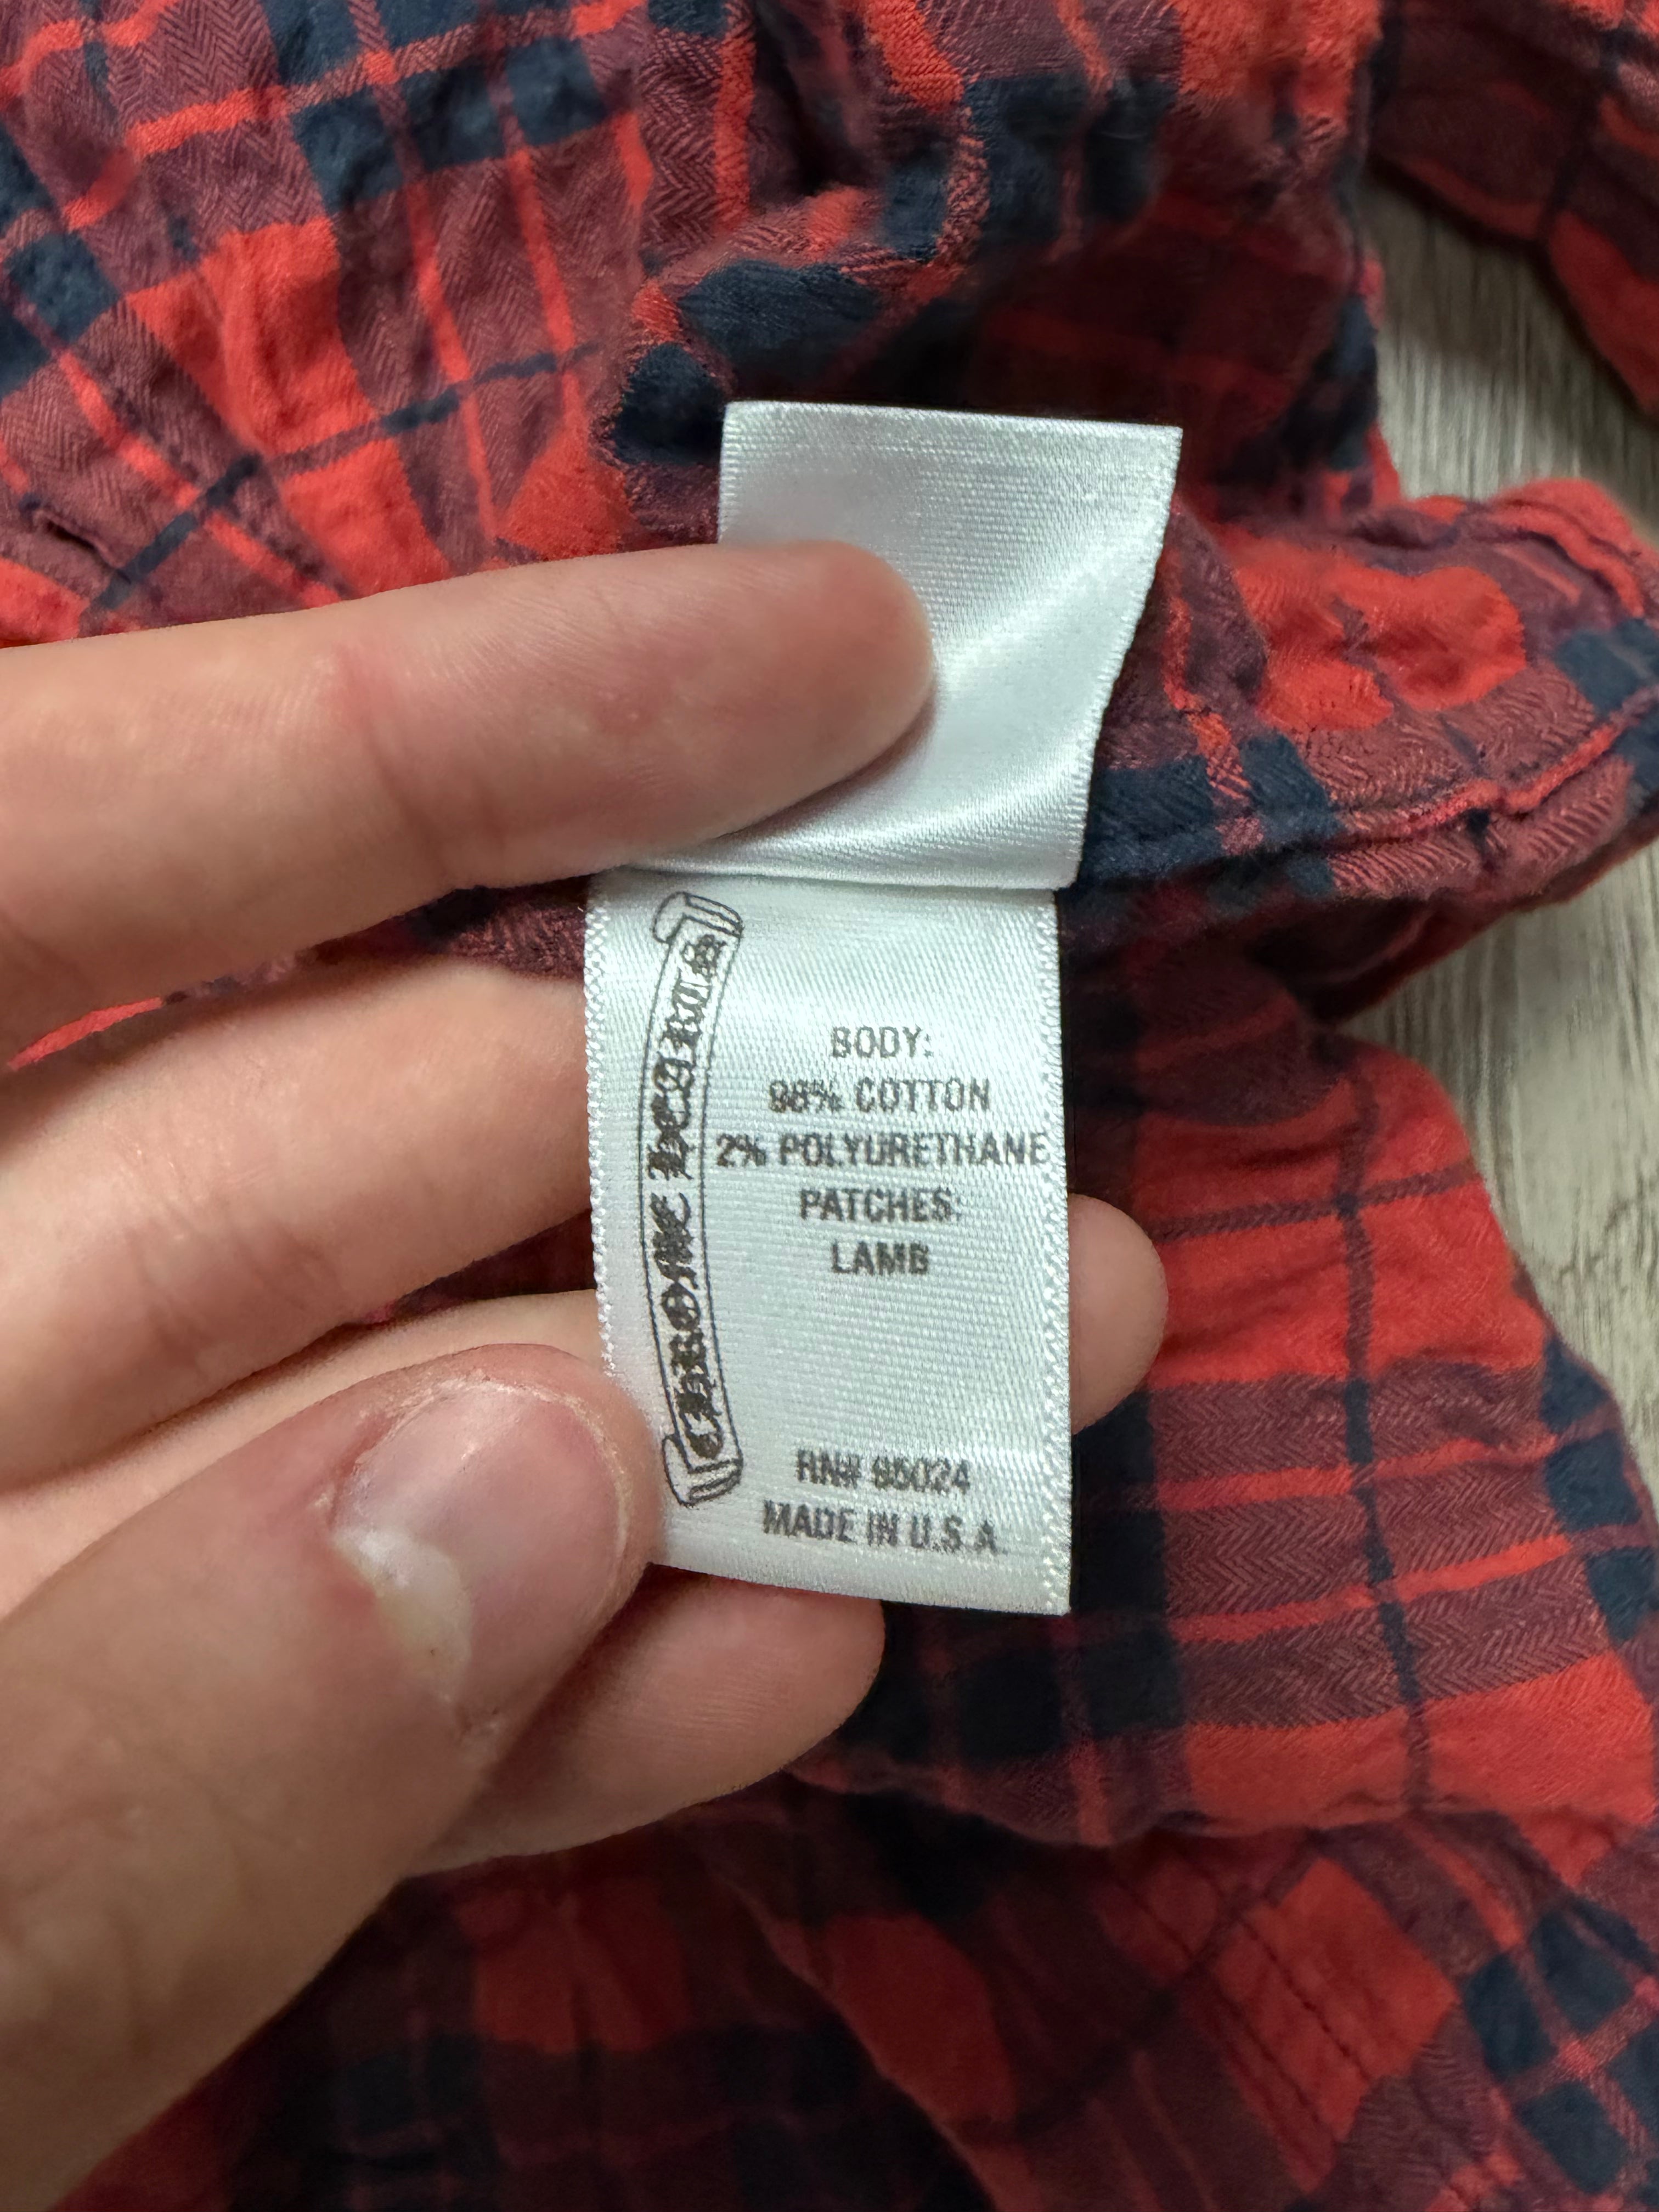 CHROME HEARTS
BODY:
98% COTTON
2% POLYURETHANE
PATCHES:
LAMB
RN# 95024
MADE IN U.S.A.